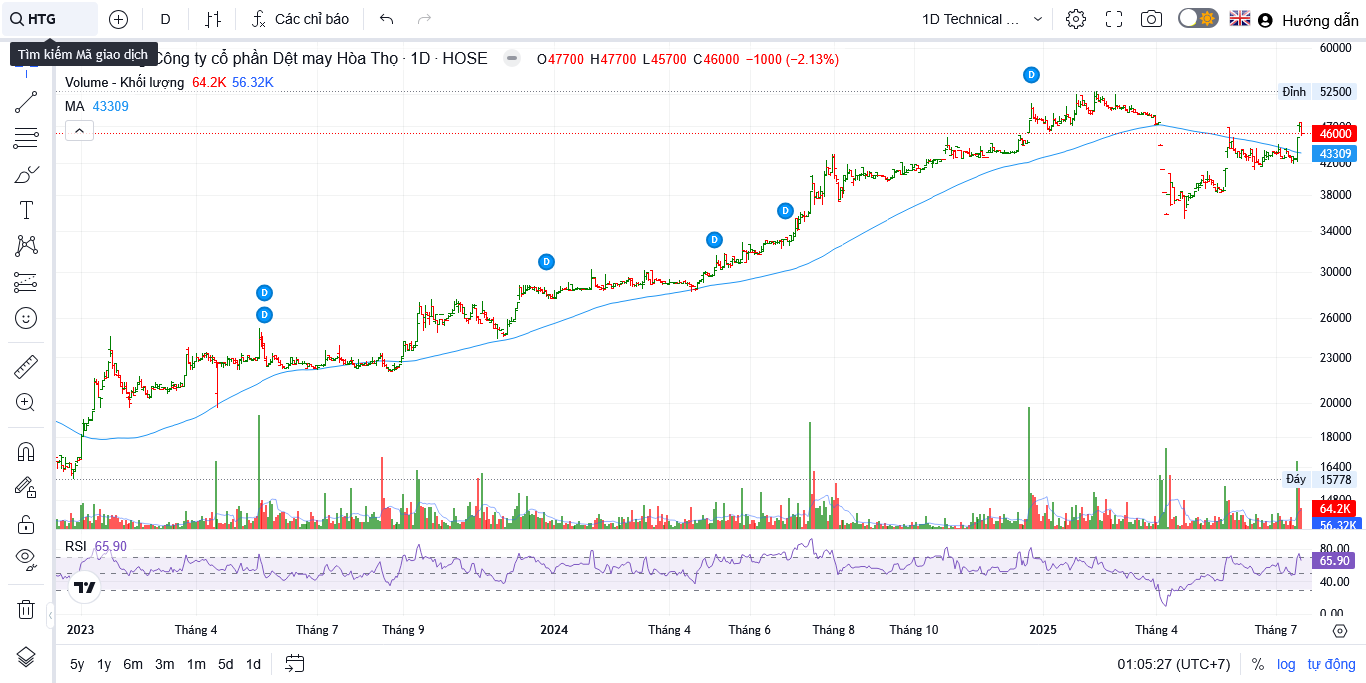 HTG
D
Các chỉ báo
1D Technical ...
Hướng dẫn
Tìm kiếm Mã giao dịch
Công ty cổ phần Dệt may Hòa Thọ · 1D · HOSE
O47700 H47700 L45700 C46000 −1000 (−2.13%)
Volume - Khối lượng 64.2K 56.32K
MA 43309
60000
D
Đỉnh 52500
46000
43309
42000
38000
D
34000
D
D
30000
D
D
26000
23000
20000
18000
16400
Đáy 15778
64.2K
56.32K
RSI 65.90
80.00
65.90
40.00
0.00
2023 Tháng 4 Tháng 7 Tháng 9 2024 Tháng 4 Tháng 6 Tháng 8 Tháng 10 2025 Tháng 4 Tháng 7
5y 1y 6m 3m 1m 5d 1d
01:05:27 (UTC+7) % log tự động